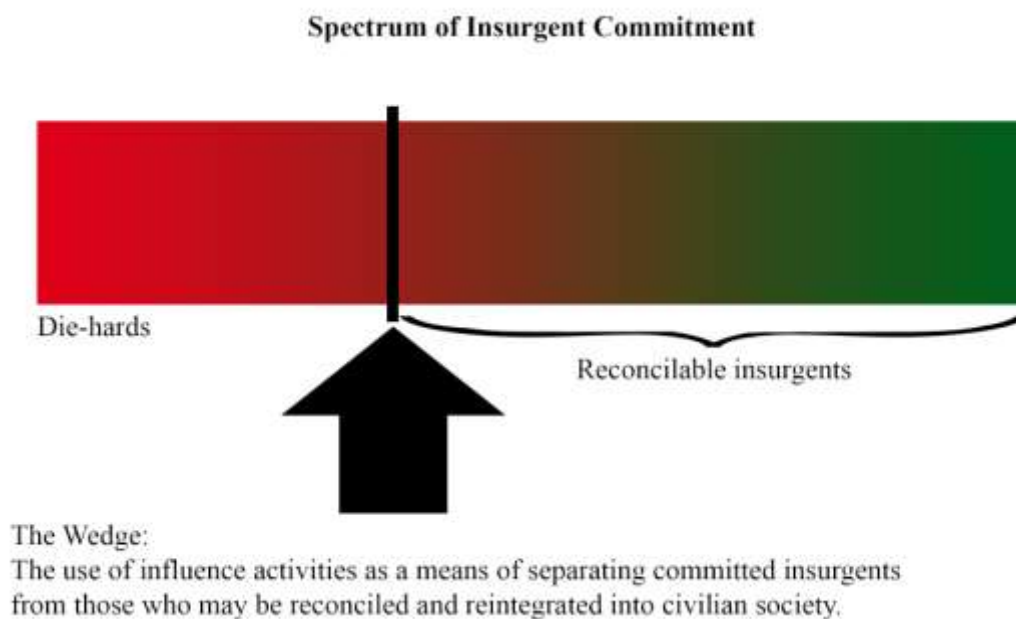 Spectrum of Insurgent Commitment
Die-hards
Reconcilable insurgents
The Wedge:
The use of influence activities as a means of separating committed insurgents
from those who may be reconciled and reintegrated into civilian society.